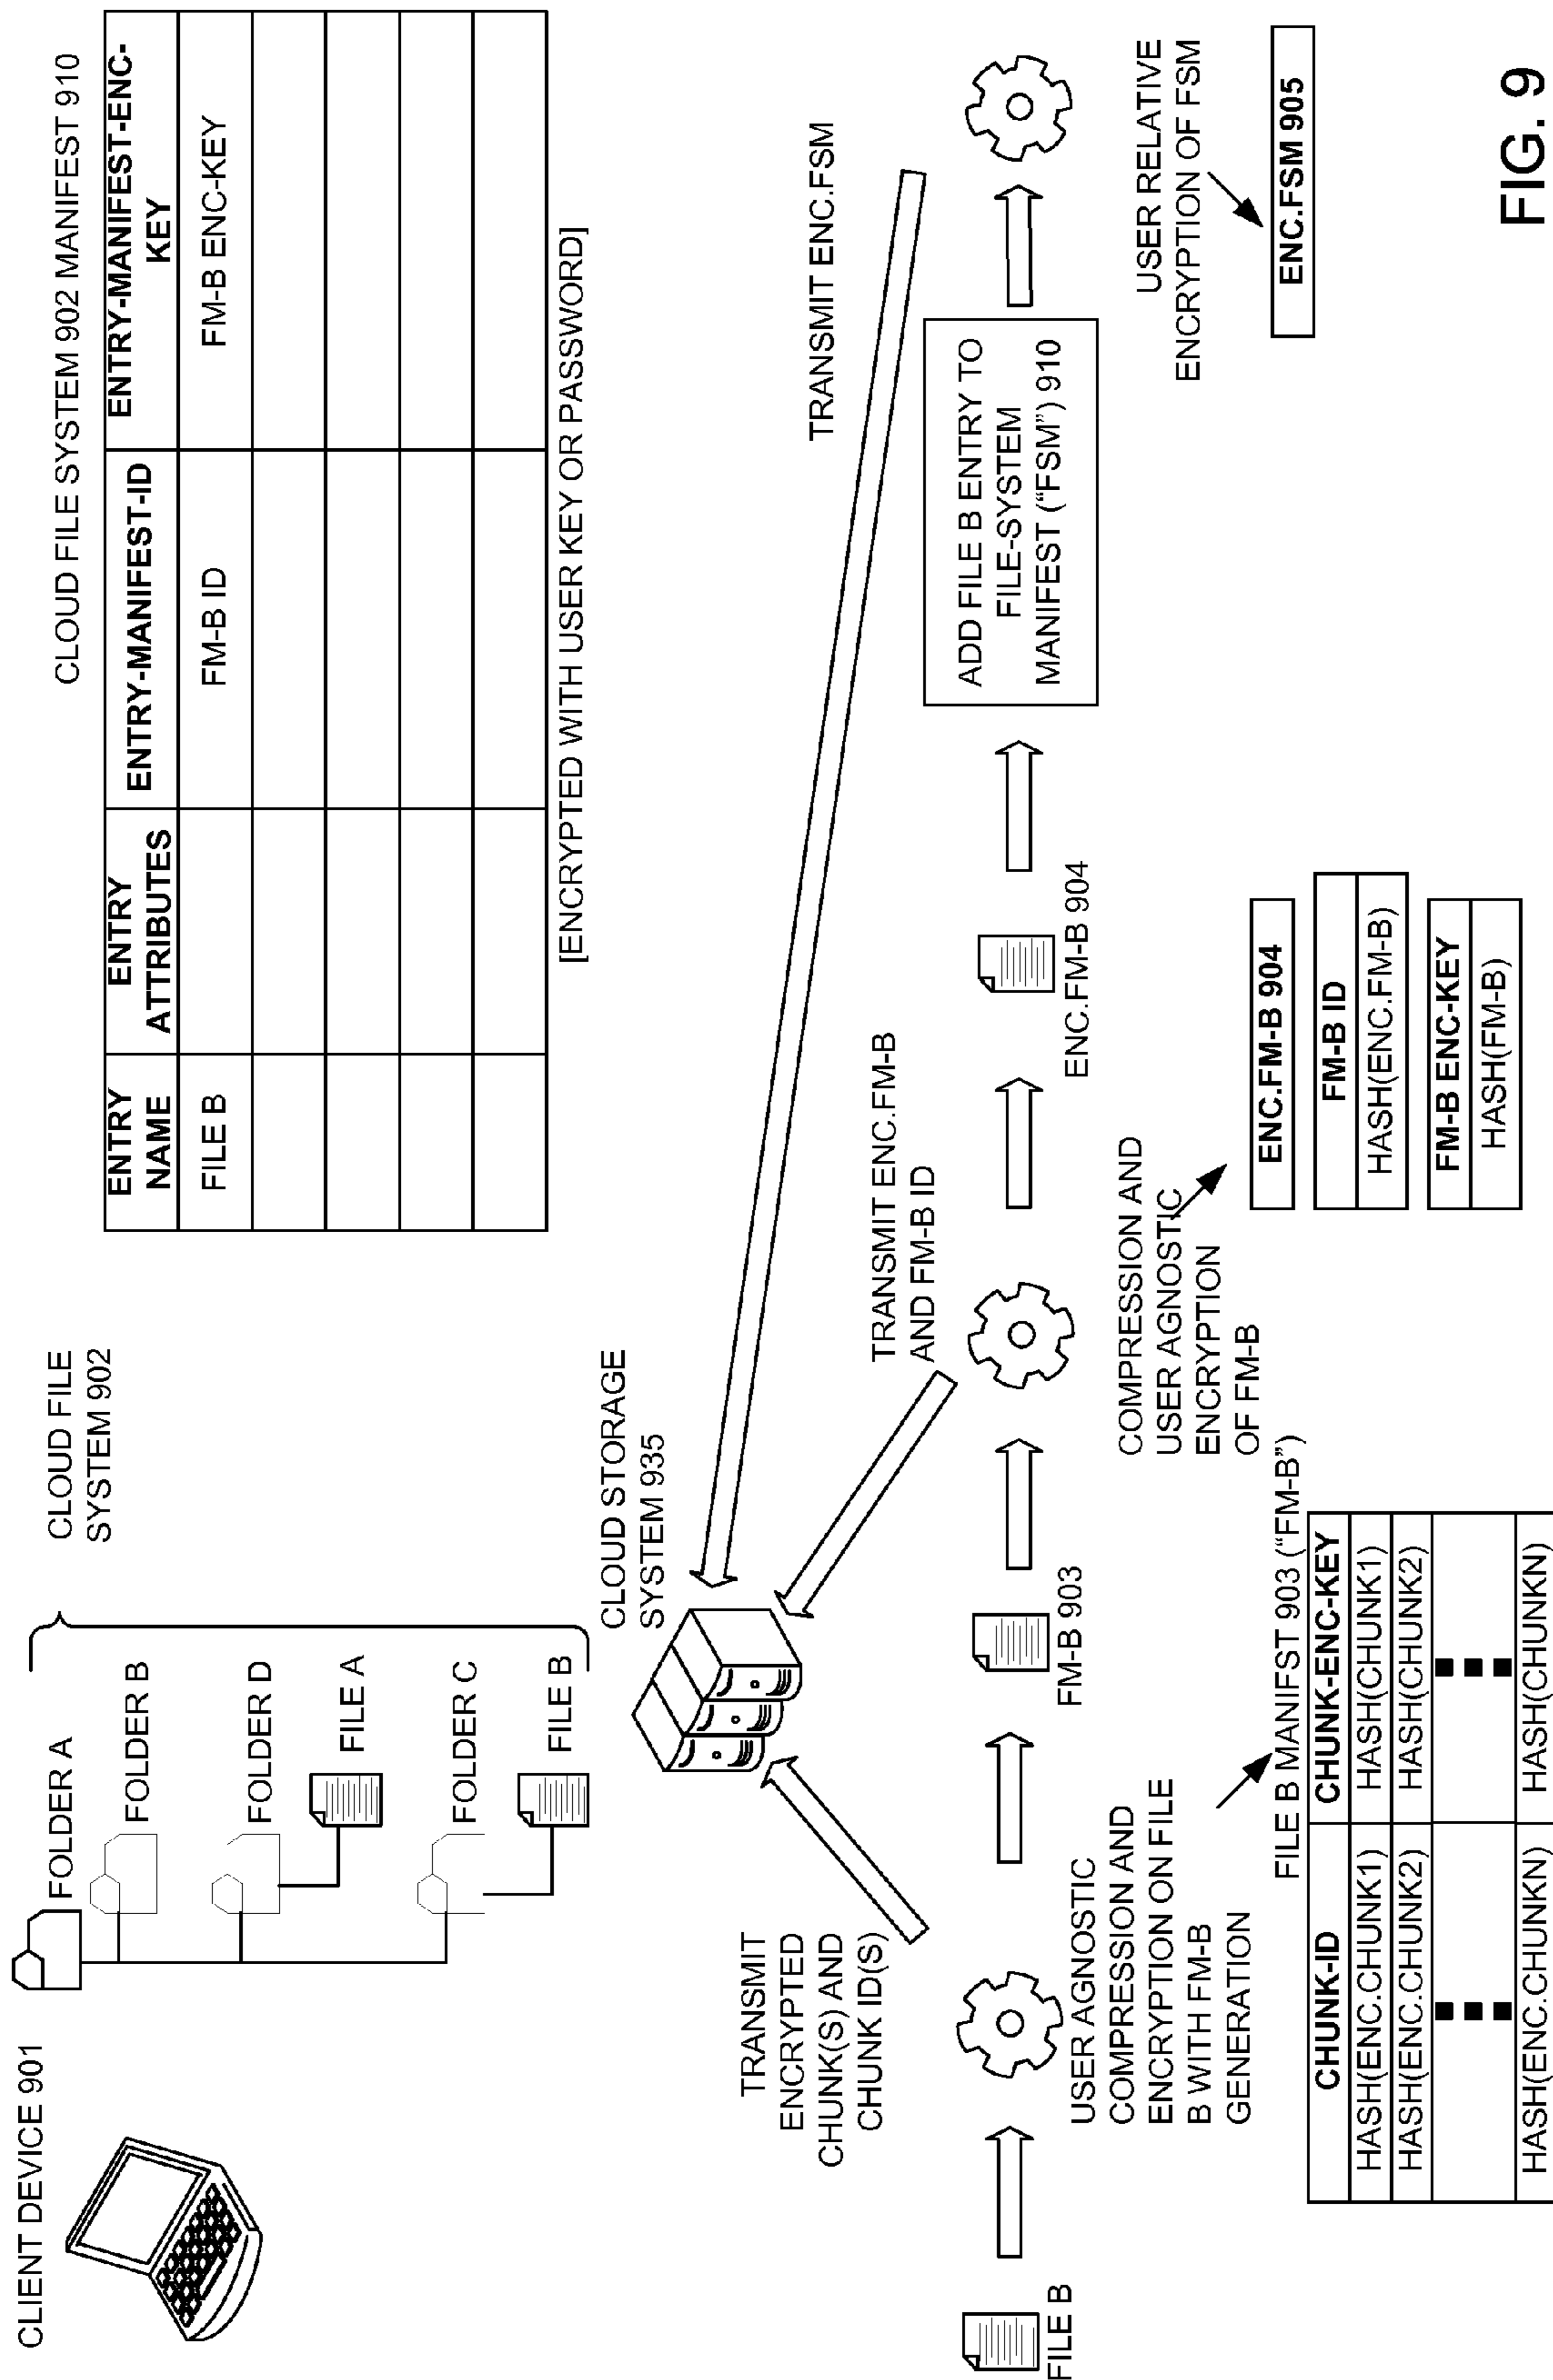 CLIENT DEVICE 901
FOLDER A
FOLDER B
FOLDER D
FILE A
FOLDER C
FILE B
CLOUD FILE
SYSTEM 902
CLOUD FILE SYSTEM 902 MANIFEST 910
ENTRY
NAME
ENTRY
ATTRIBUTES
ENTRY-MANIFEST-ID
ENTRY-MANIFEST-ENC-
KEY
FILE B
FM-B ID
FM-B ENC-KEY
[ENCRYPTED WITH USER KEY OR PASSWORD]
CLOUD STORAGE
SYSTEM 935
TRANSMIT
ENCRYPTED
CHUNK(S) AND
CHUNK ID(S)
TRANSMIT ENC.FM-B
AND FM-B ID
TRANSMIT ENC.FSM
FILE B
USER AGNOSTIC
COMPRESSION AND
ENCRYPTION ON FILE
B WITH FM-B
GENERATION
FM-B 903
COMPRESSION AND
USER AGNOSTIC
ENCRYPTION
OF FM-B
ENC.FM-B 904
ADD FILE B ENTRY TO
FILE-SYSTEM
MANIFEST (“FSM”) 910
USER RELATIVE
ENCRYPTION OF FSM
FILE B MANIFST 903 (“FM-B”)
CHUNK-ID
CHUNK-ENC-KEY
HASH(ENC.CHUNK1)
HASH(CHUNK1)
HASH(ENC.CHUNK2)
HASH(CHUNK2)
HASH(ENC.CHUNKN)
HASH(CHUNKN)
ENC.FM-B 904
FM-B ID
HASH(ENC.FM-B)
FM-B ENC-KEY
HASH(FM-B)
ENC.FSM 905
FIG. 9